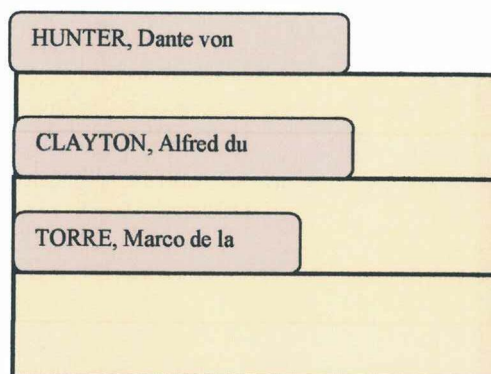 HUNTER, Dante von
CLAYTON, Alfred du
TORRE, Marco de la